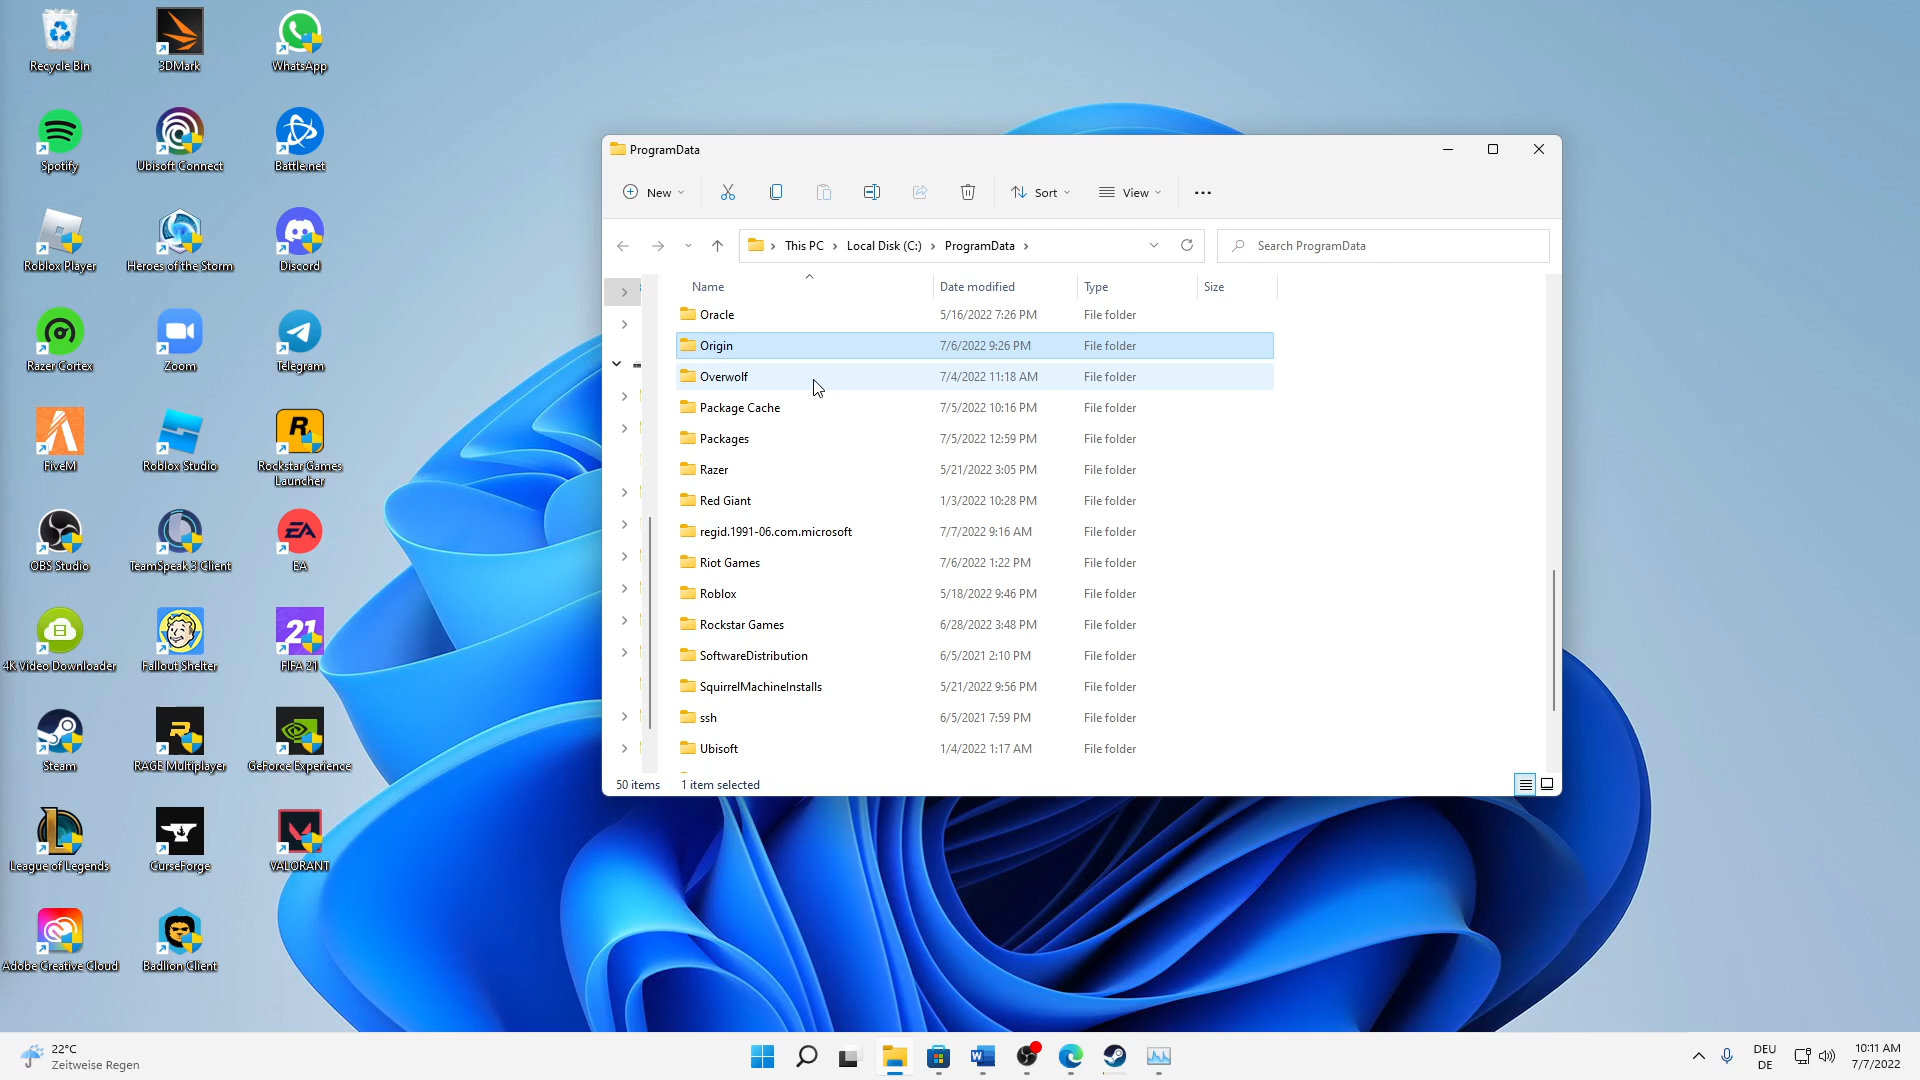 Recycle Bin
3DMark
WhatsApp
Spotify
Ubisoft Connect
Battle.net
Roblox Player
Heroes of the Storm
Discord
Razer Cortex
Zoom
Telegram
FiveM
Roblox Studio
Rockstar Games
Launcher
OBS Studio
TeamSpeak 3 Client
EA
EA
4K Video Downloader
Fallout Shelter
21
FIFA 21
Steam
RAGE Multiplayer
GeForce Experience
League of Legends
CurseForge
VALORANT
Adobe Creative Cloud
Badlion Client
ProgramData
New
Sort
View
This PC
Local Disk (C:)
ProgramData
Search ProgramData
Name Date modified Type Size
Oracle 5/16/2022 7:26 PM File folder
Origin 7/6/2022 9:26 PM File folder
Overwolf 7/4/2022 11:18 AM File folder
Package Cache 7/5/2022 10:16 PM File folder
Packages 7/5/2022 12:59 PM File folder
Razer 5/21/2022 3:05 PM File folder
Red Giant 1/3/2022 10:28 PM File folder
regid.1991-06.com.microsoft 7/7/2022 9:16 AM File folder
Riot Games 7/6/2022 1:22 PM File folder
Roblox 5/18/2022 9:46 PM File folder
Rockstar Games 6/28/2022 3:48 PM File folder
SoftwareDistribution 6/5/2021 2:10 PM File folder
SquirrelMachineInstalls 5/21/2022 9:56 PM File folder
ssh 6/5/2021 7:59 PM File folder
Ubisoft 1/4/2022 1:17 AM File folder
50 items 1 item selected
22°C
Zeitweise Regen
DEU
DE
10:11 AM
7/7/2022